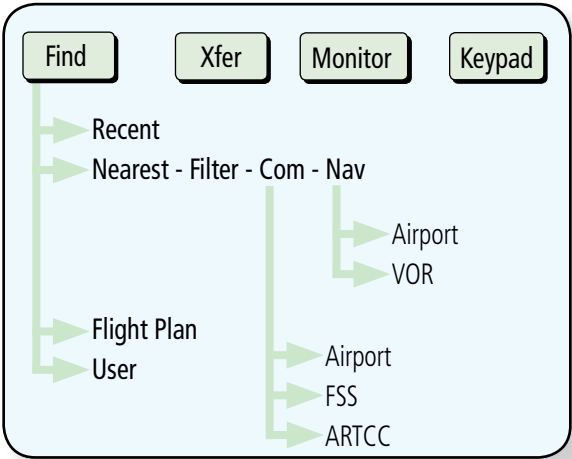 Find Xfer Monitor Keypad
Recent
Nearest - Filter - Com - Nav
Airport
VOR
Flight Plan
User
Airport
FSS
ARTCC